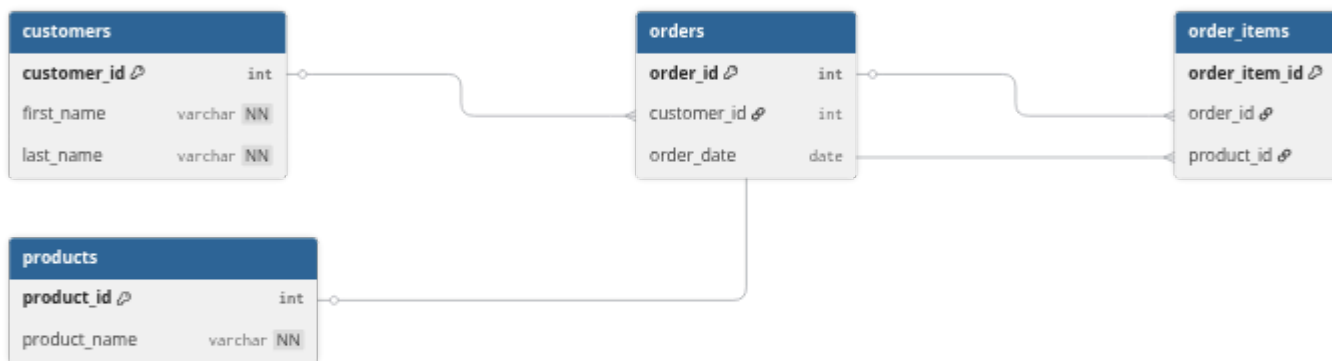 customers
customer_id int
first_name varchar NN
last_name varchar NN
orders
order_id int
customer_id int
order_date date
order_items
order_item_id
order_id
product_id
products
product_id int
product_name varchar NN